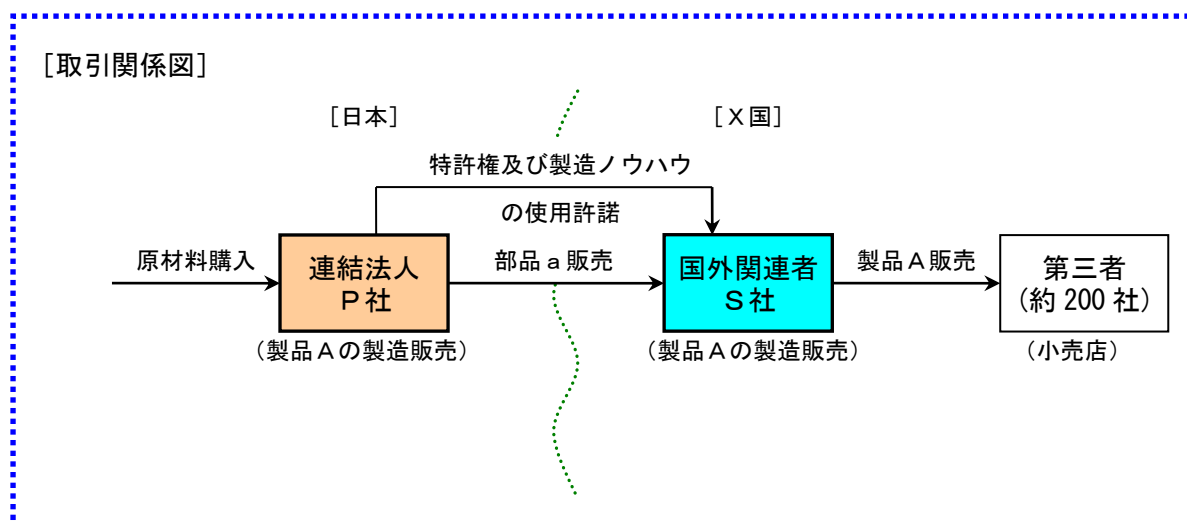 [取引関係図]
[日本]
[X国]
特許権及び製造ノウハウ
の使用許諾
原材料購入
連結法人
P社
部品a販売
国外関連者
S社
製品A販売
第三者
(約200社)
(製品Aの製造販売)
(製品Aの製造販売)
(小売店)